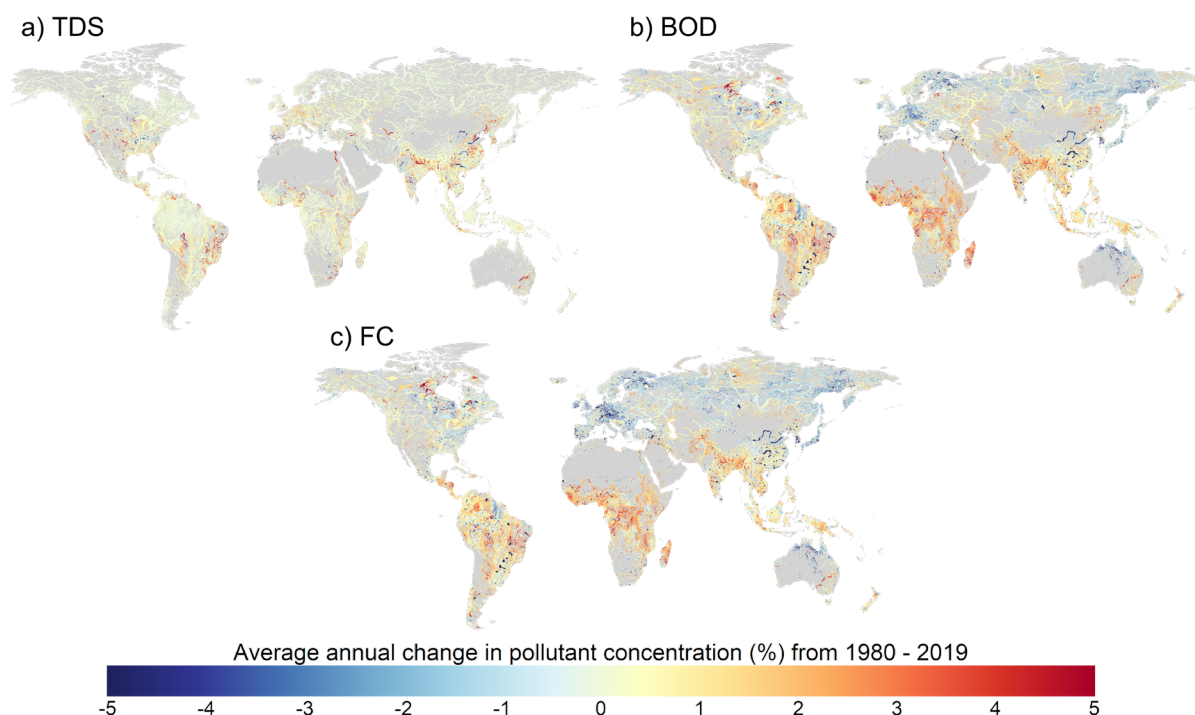 a) TDS
b) BOD
c) FC
Average annual change in pollutant concentration (%) from 1980 - 2019
-5 -4 -3 -2 -1 0 1 2 3 4 5